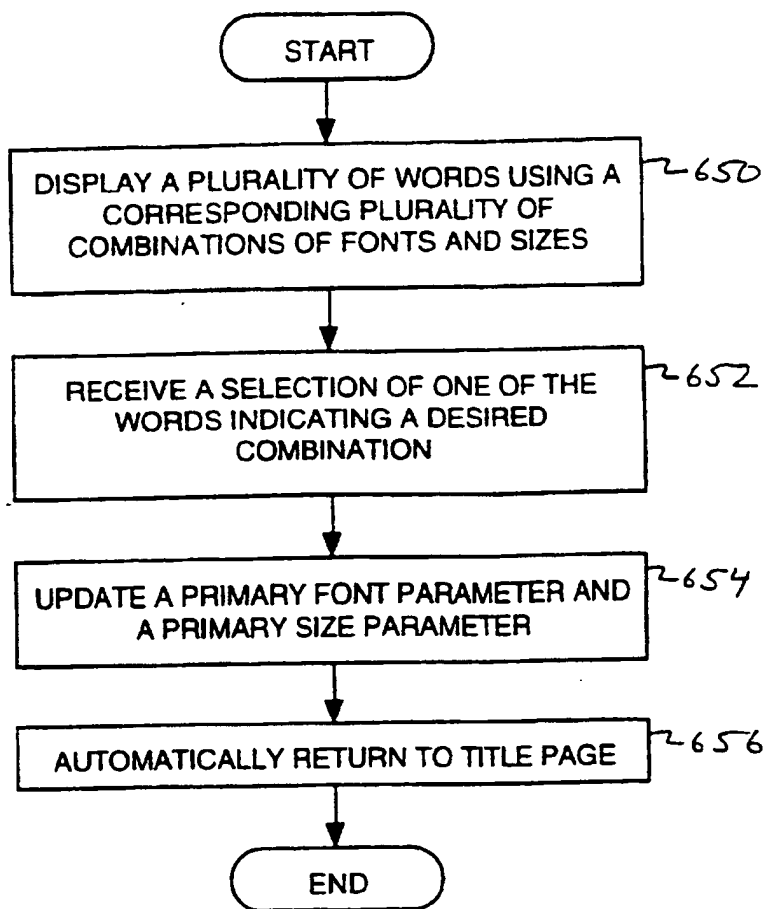 START
DISPLAY A PLURALITY OF WORDS USING A
CORRESPONDING PLURALITY OF
COMBINATIONS OF FONTS AND SIZES
650
RECEIVE A SELECTION OF ONE OF THE
WORDS INDICATING A DESIRED
COMBINATION
652
UPDATE A PRIMARY FONT PARAMETER AND
A PRIMARY SIZE PARAMETER
654
AUTOMATICALLY RETURN TO TITLE PAGE
656
END